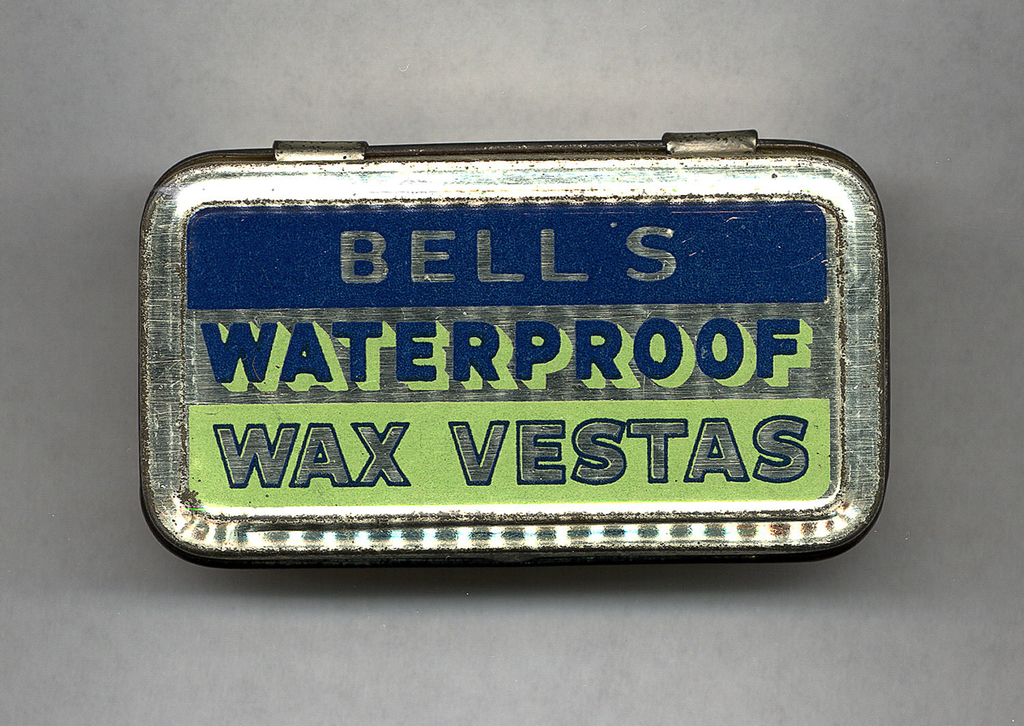 BELL'S
WATERPROOF
WAX VESTAS